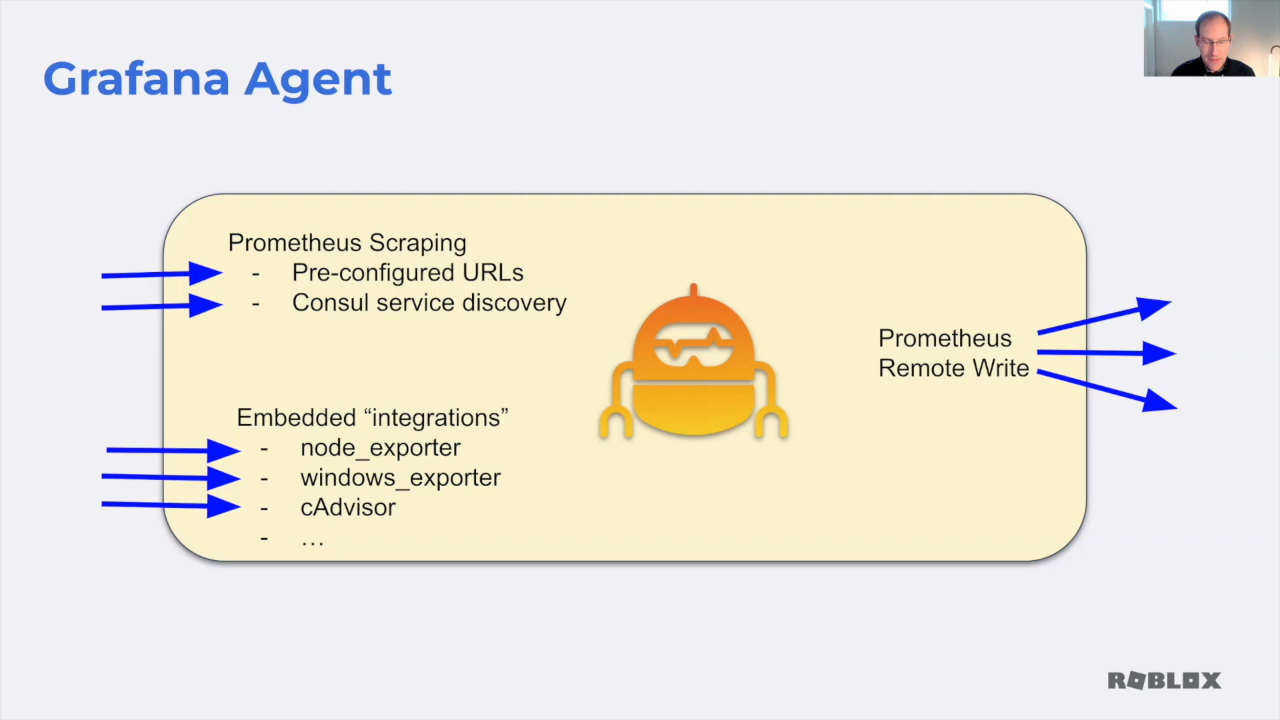 Grafana Agent
Prometheus Scraping
- Pre-configured URLs
- Consul service discovery
Embedded “integrations”
- node_exporter
- windows_exporter
- cAdvisor
- …
Prometheus
Remote Write
ROBLOX